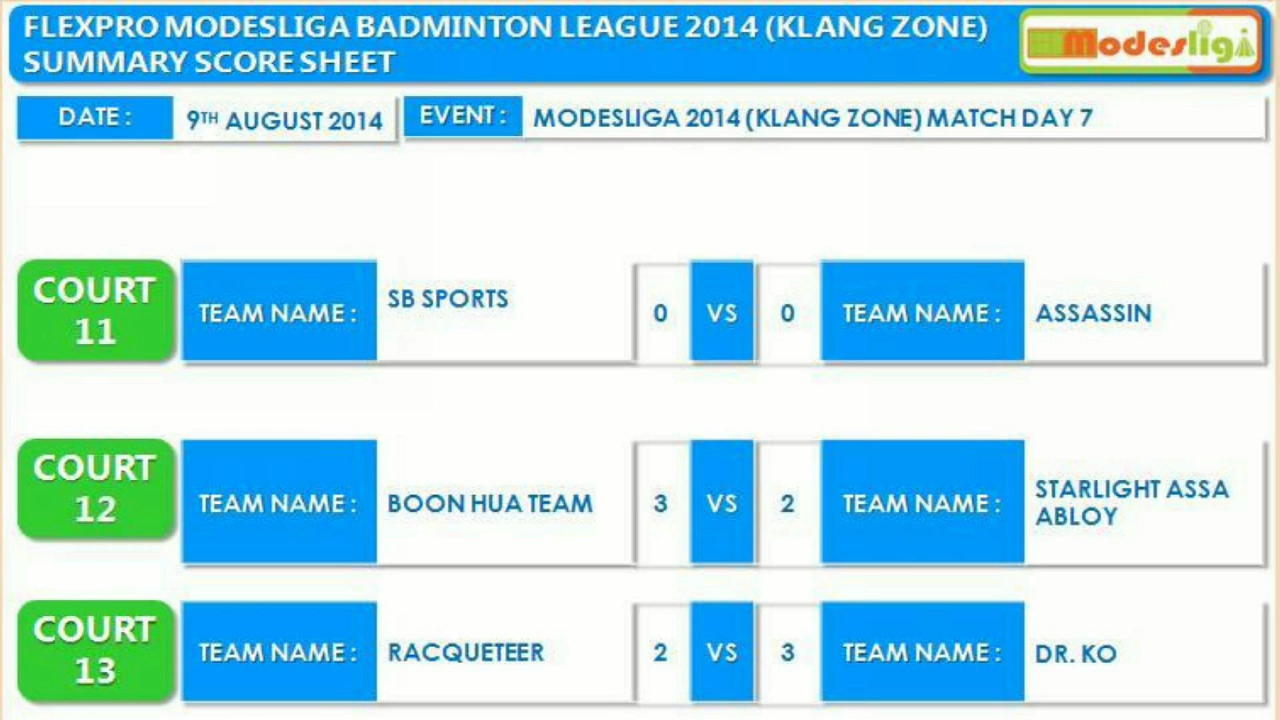 FLEXPRO MODESLIGA BADMINTON LEAGUE 2014 (KLANG ZONE)
SUMMARY SCORE SHEET
Modesliga
DATE : 9TH AUGUST 2014 EVENT : MODESLIGA 2014 (KLANG ZONE) MATCH DAY 7
COURT
11
TEAM NAME : SB SPORTS 0 VS 0 TEAM NAME : ASSASSIN
COURT
12
TEAM NAME : BOON HUA TEAM 3 VS 2 TEAM NAME : STARLIGHT ASSA
ABLOY
COURT
13
TEAM NAME : RACQUETEER 2 VS 3 TEAM NAME : DR. KO